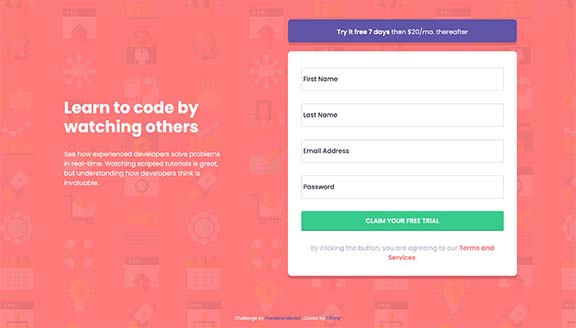 Try it free 7 days then $20/mo. thereafter
Learn to code by
watching others
See how experienced developers solve problems
in real-time. Watching scripted tutorials is great,
but understanding how developers think is
invaluable.
First Name
Last Name
Email Address
Password
CLAIM YOUR FREE TRIAL
By clicking the button, you are agreeing to our Terms and
Services.
Challenge by Frontend Mentor. Coded by